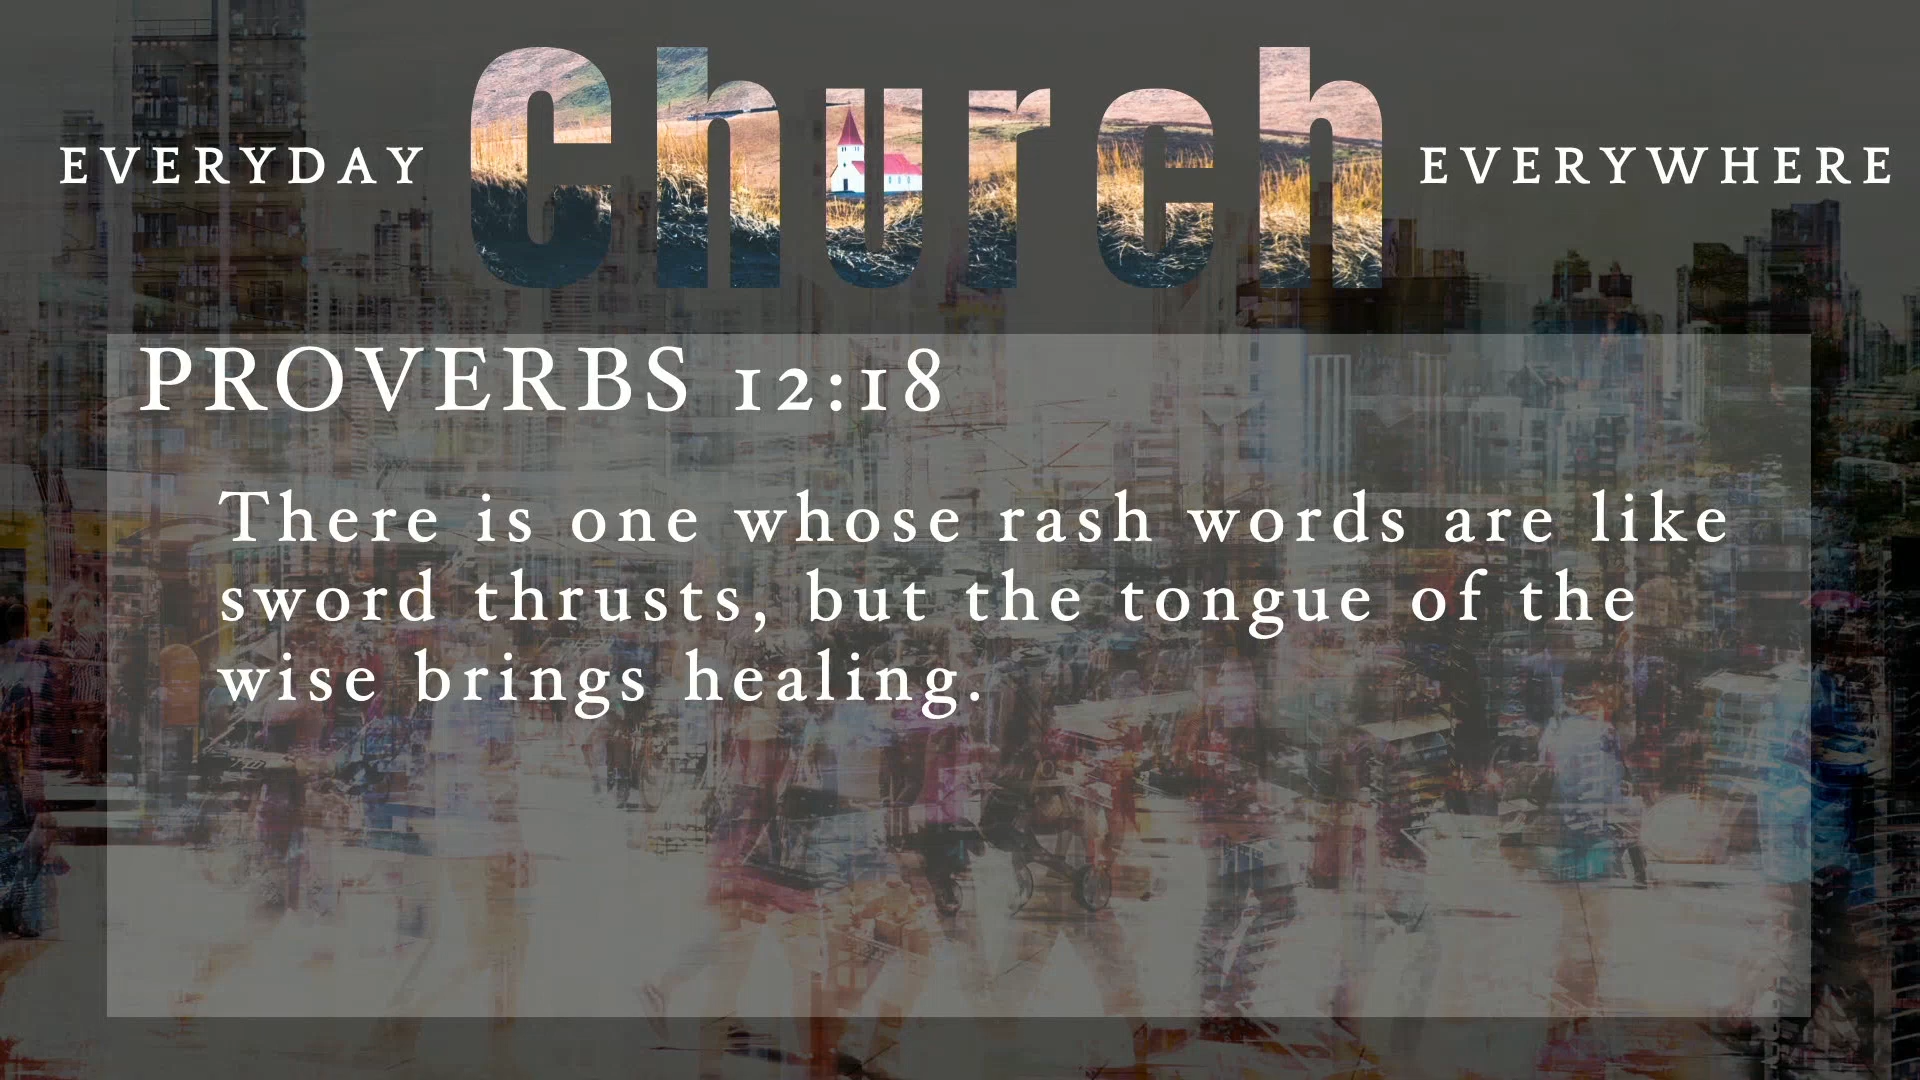 EVERYDAY Church EVERYWHERE
PROVERBS 12:18
There is one whose rash words are like
sword thrusts, but the tongue of the
wise brings healing.